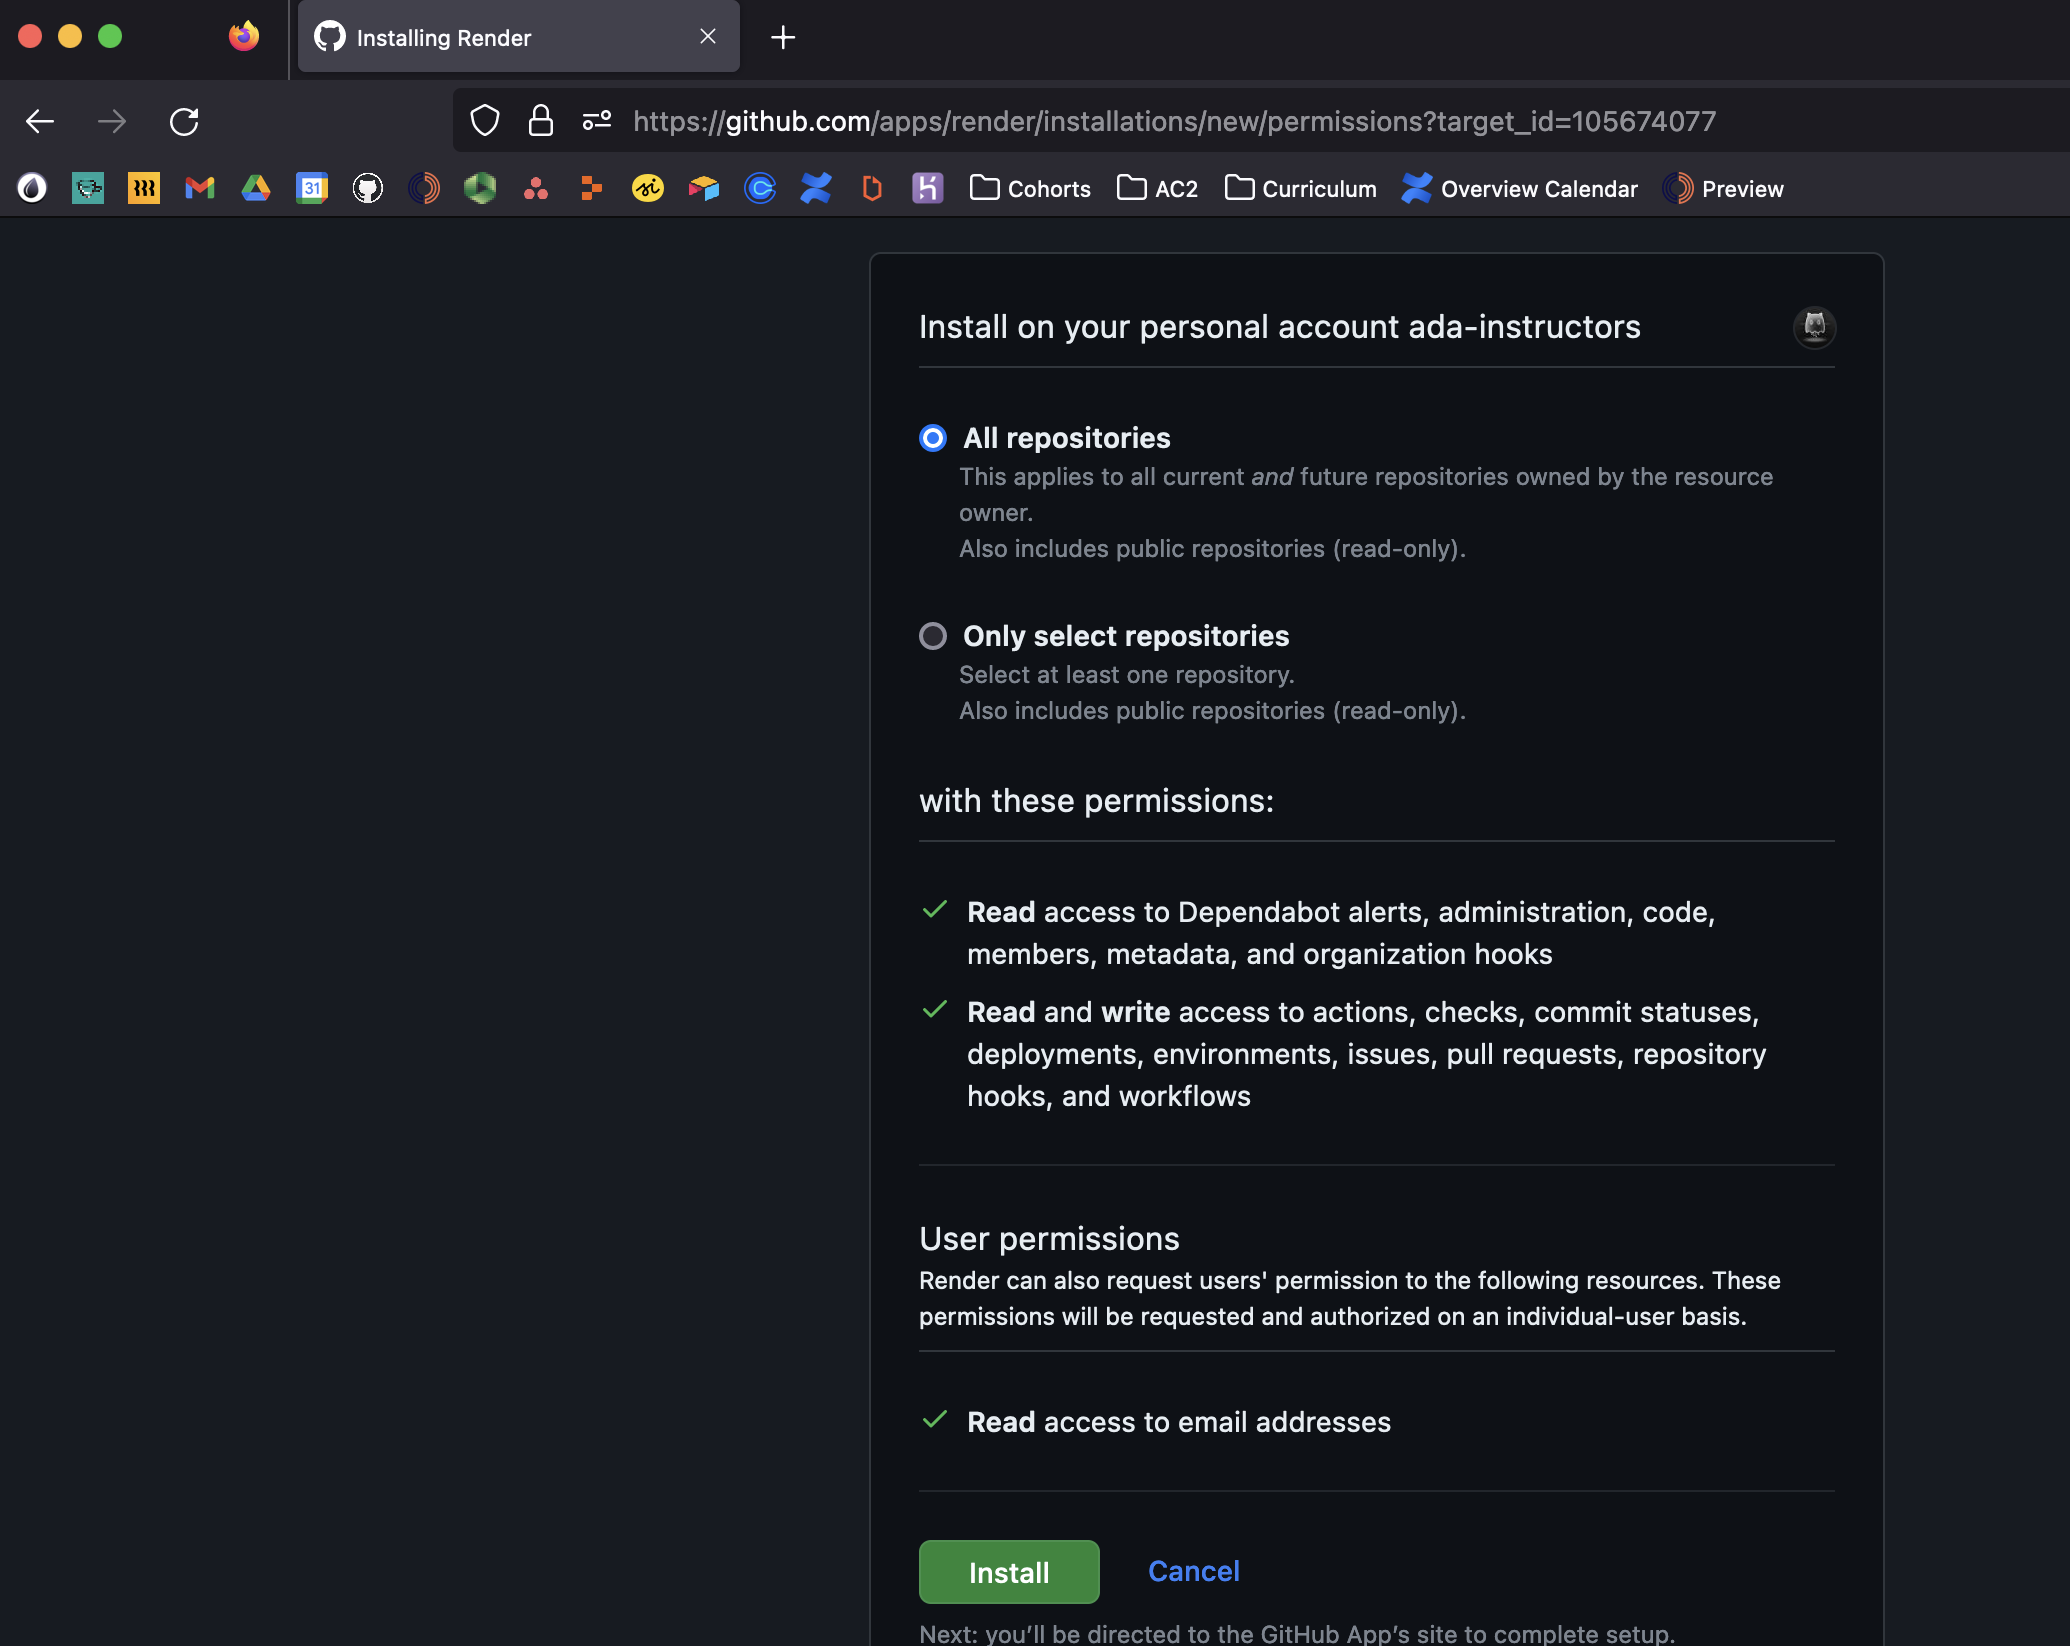 Installing Render
https://github.com/apps/render/installations/new/permissions?target_id=105674077
31
Cohorts
AC2
Curriculum
Overview Calendar
Preview
Install on your personal account ada-instructors
All repositories
This applies to all current and future repositories owned by the resource
owner.
Also includes public repositories (read-only).
Only select repositories
Select at least one repository.
Also includes public repositories (read-only).
with these permissions:
Read access to Dependabot alerts, administration, code,
members, metadata, and organization hooks
Read and write access to actions, checks, commit statuses,
deployments, environments, issues, pull requests, repository
hooks, and workflows
User permissions
Render can also request users' permission to the following resources. These
permissions will be requested and authorized on an individual-user basis.
Read access to email addresses
Install
Cancel
Next: you’ll be directed to the GitHub App’s site to complete setup.